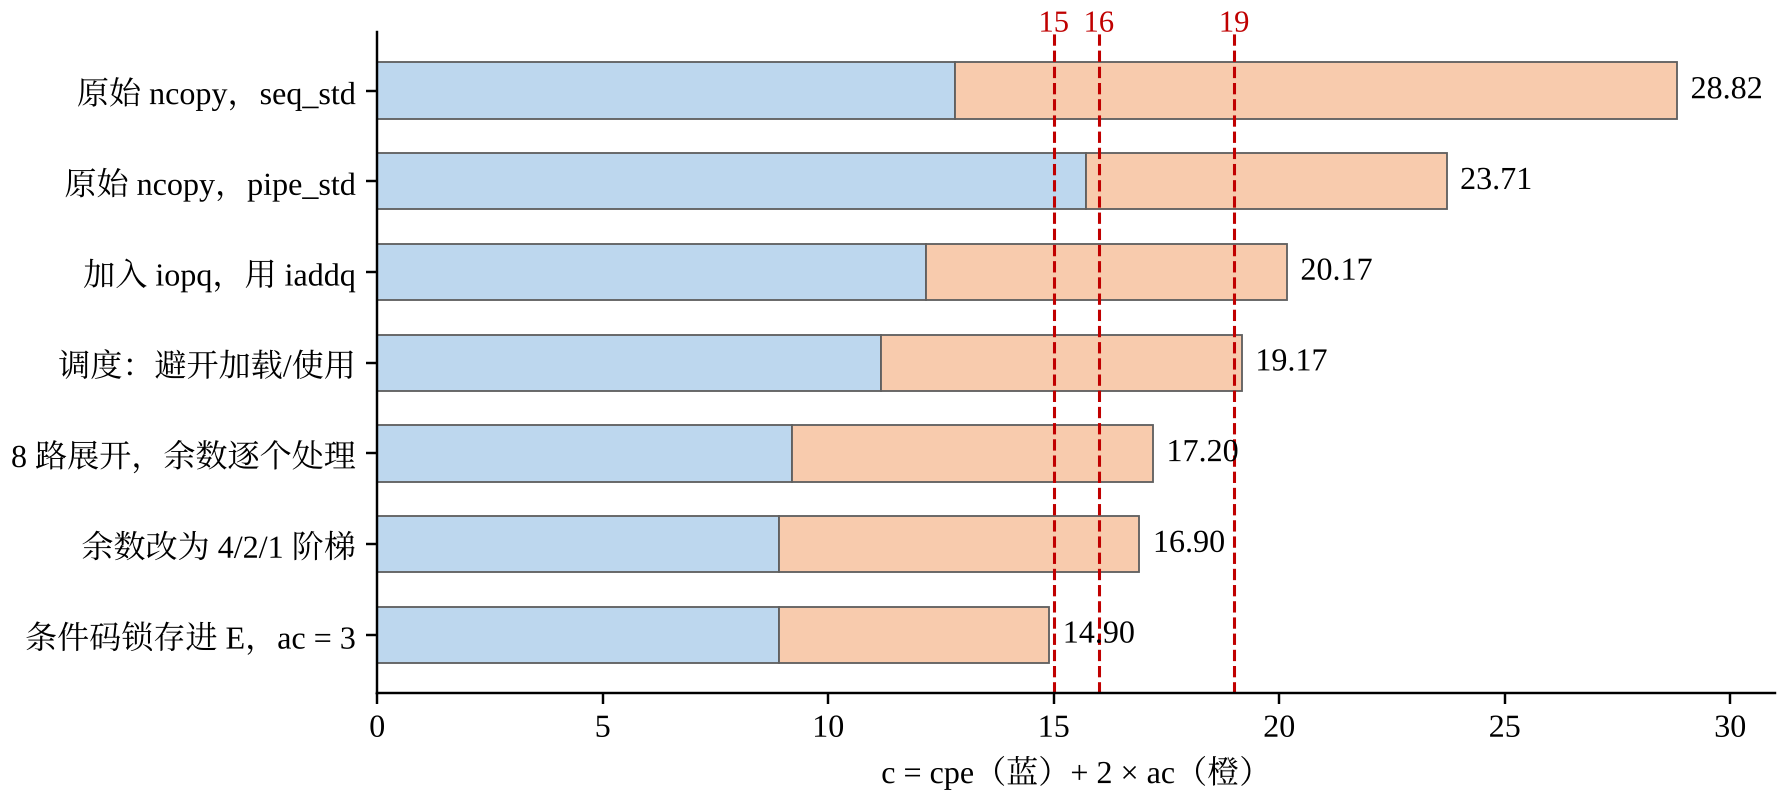 15 16 19
原始 ncopy，seq_std 28.82
原始 ncopy，pipe_std 23.71
加入 iopq，用 iaddq 20.17
调度：避开加载/使用 19.17
8 路展开，余数逐个处理 17.20
余数改为 4/2/1 阶梯 16.90
条件码锁存进 E，ac = 3 14.90
0 5 10 15 20 25 30
c = cpe（蓝）+ 2 × ac（橙）